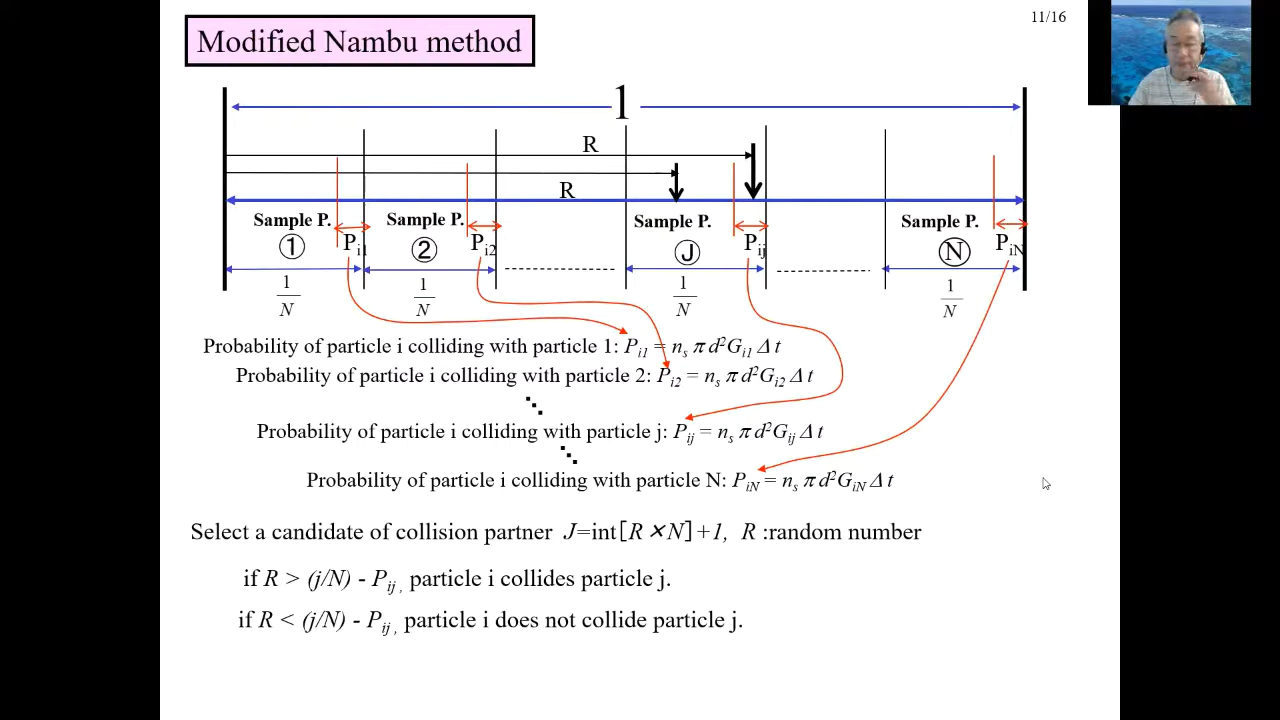 11/16
Modified Nambu method
1
R
R
Sample P. Sample P. Sample P. Sample P.
① P_i1 ② P_i2 Ⓙ P_ij Ⓝ P_iN
1/N 1/N 1/N 1/N
Probability of particle i colliding with particle 1: P_i1 = n_s π d²G_i1 Δ t
Probability of particle i colliding with particle 2: P_i2 = n_s π d²G_i2 Δ t
Probability of particle i colliding with particle j: P_ij = n_s π d²G_ij Δ t
Probability of particle i colliding with particle N: P_iN = n_s π d²G_iN Δ t
Select a candidate of collision partner J=int[R ×N]+1, R :random number
if R > (j/N) - P_ij , particle i collides particle j.
if R < (j/N) - P_ij , particle i does not collide particle j.